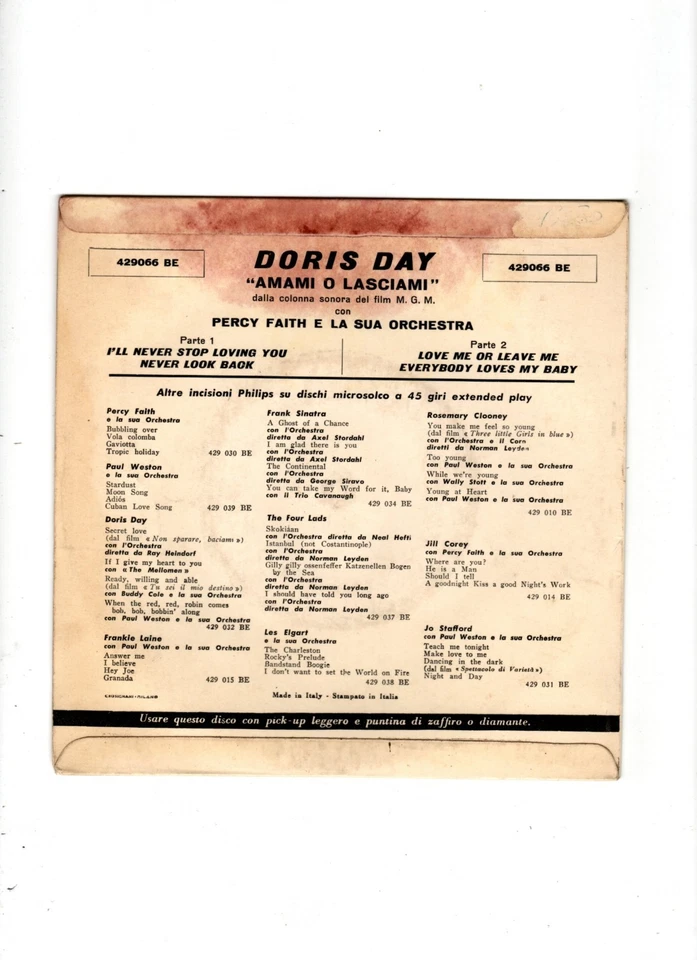 429066 BE
DORIS DAY
"AMAMI O LASCIAMI"
dalla colonna sonora del film M. G. M.
con
PERCY FAITH E LA SUA ORCHESTRA
429066 BE
Parte 1
I'LL NEVER STOP LOVING YOU
NEVER LOOK BACK
Parte 2
LOVE ME OR LEAVE ME
EVERYBODY LOVES MY BABY
Altre incisioni Philips su dischi microsolco a 45 giri extended play
Percy Faith
e la sua Orchestra
Bubbling over
Vola colomba
Gaviotta
Tropic holiday 429 030 BE
Paul Weston
e la sua Orchestra
Stardust
Moon Song
Adiós
Cuban Love Song 429 039 BE
Doris Day
Secret love
(dal film « Non sparare, baciami »)
con l'Orchestra
diretta da Ray Heindorf
If I give my heart to you
con « The Mellomen »
Ready, willing and able
(dal film « Tu sei il mio destino »)
con Buddy Cole e la sua Orchestra
When the red, red, robin comes
bob, bob, bobbin' along
con Paul Weston e la sua Orchestra
429 032 BE
Frankie Laine
con Paul Weston e la sua Orchestra
Answer me
I believe
Hey Joe
Granada 429 015 BE
Frank Sinatra
A Ghost of a Chance
con l'Orchestra
diretta da Axel Stordahl
I am glad there is you
con l'Orchestra
diretta da Axel Stordahl
The Continental
con l'Orchestra
diretta da George Siravo
You can take my Word for it, Baby
con il Trio Cavanaugh
429 034 BE
The Four Lads
Skokiáan
con l'Orchestra diretta da Neal Hefti
Istanbul (not Costantinople)
con l'Orchestra
diretta da Norman Leyden
Gilly gilly ossenfeffer Katzenellen Bogen
by the Sea
con l'Orchestra
diretta da Norman Leyden
I should have told you long ago
con l'Orchestra
diretta da Norman Leyden
429 037 BE
Les Elgart
e la sua Orchestra
The Charleston
Rocky's Prelude
Bandstand Boogie
I don't want to set the World on Fire
429 038 BE
Rosemary Clooney
You make me feel so young
(dal film « Three little Girls in blue »)
con l'Orchestra e il Coro
diretti da Norman Leyden
Too young
con Paul Weston e la sua Orchestra
While we're young
con Wally Stott e la sua Orchestra
Young at Heart
con Paul Weston e la sua Orchestra
429 010 BE
Jill Corey
con Percy Faith e la sua Orchestra
Where are you?
He is a Man
Should I tell
A goodnight Kiss a good Night's Work
429 014 BE
Jo Stafford
con Paul Weston e la sua Orchestra
Teach me tonight
Make love to me
Dancing in the dark
(dal film « Spettacolo di Varietà »)
Night and Day
429 031 BE
Made in Italy - Stampato in Italia
Usare questo disco con pick-up leggero e puntina di zaffiro o diamante.